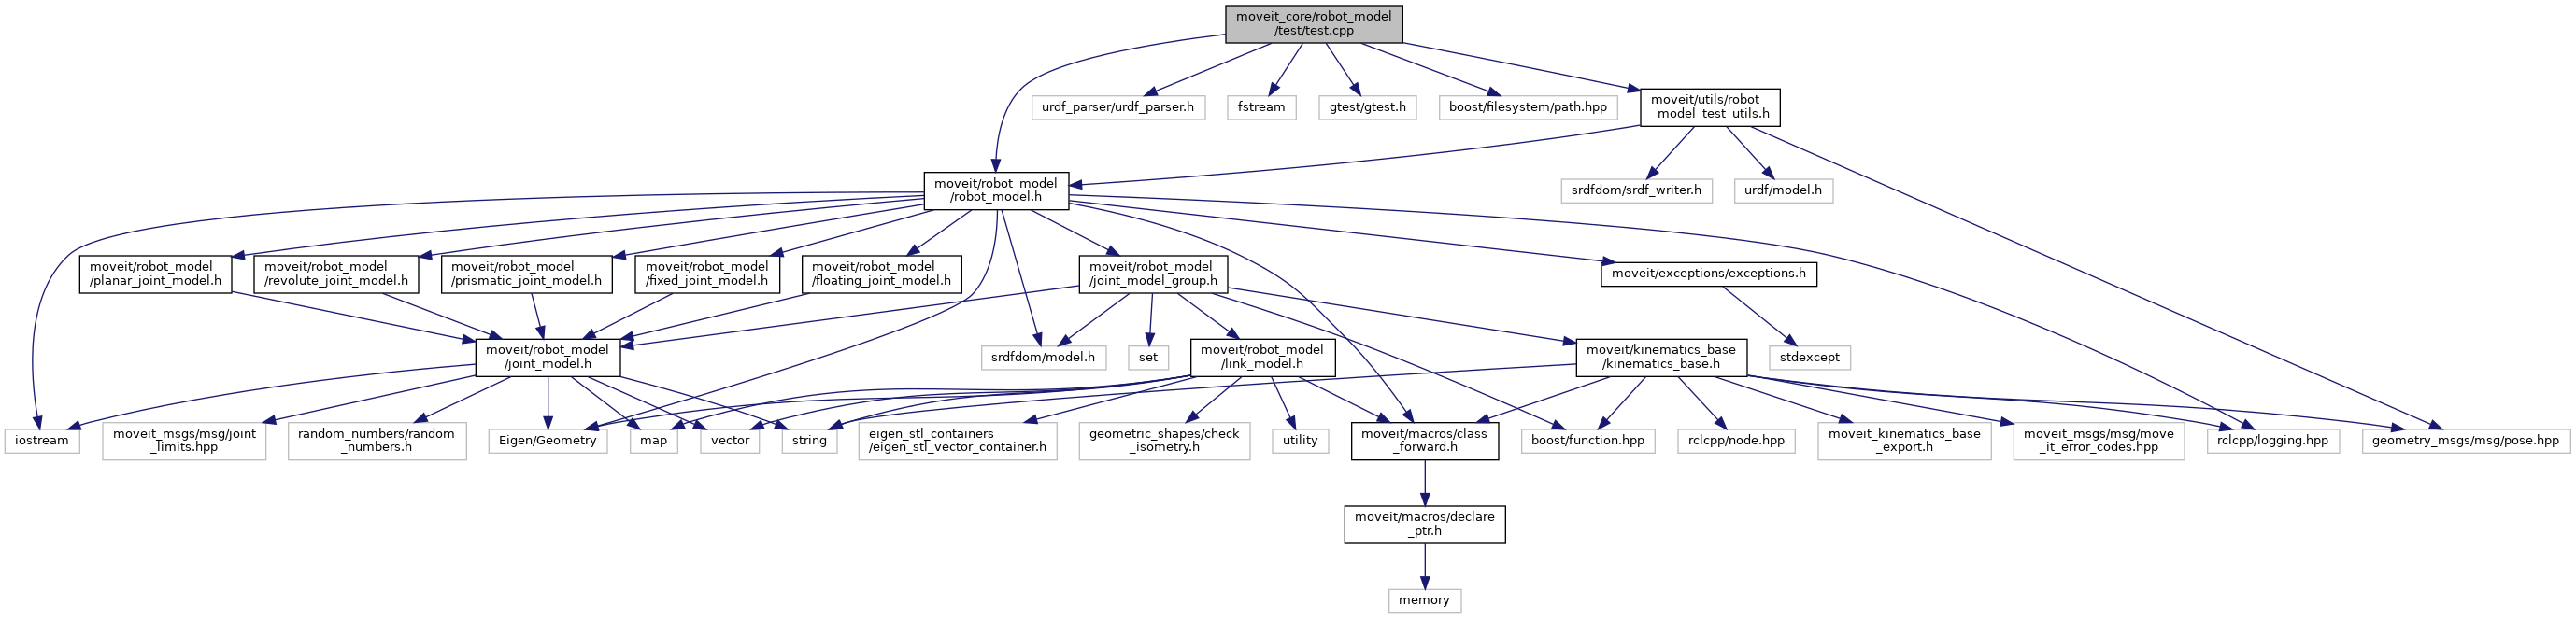 moveit_core/robot_model
/test/test.cpp
urdf_parser/urdf_parser.h
fstream
gtest/gtest.h
boost/filesystem/path.hpp
moveit/utils/robot
_model_test_utils.h
moveit/robot_model
/robot_model.h
srdfdom/srdf_writer.h
urdf/model.h
moveit/robot_model
/planar_joint_model.h
moveit/robot_model
/revolute_joint_model.h
moveit/robot_model
/prismatic_joint_model.h
moveit/robot_model
/fixed_joint_model.h
moveit/robot_model
/floating_joint_model.h
moveit/robot_model
/joint_model_group.h
moveit/exceptions/exceptions.h
moveit/robot_model
/joint_model.h
srdfdom/model.h
set
moveit/robot_model
/link_model.h
moveit/kinematics_base
/kinematics_base.h
stdexcept
iostream
moveit_msgs/msg/joint
_limits.hpp
random_numbers/random
_numbers.h
Eigen/Geometry
map
vector
string
eigen_stl_containers
/eigen_stl_vector_container.h
geometric_shapes/check
_isometry.h
utility
moveit/macros/class
_forward.h
boost/function.hpp
rclcpp/node.hpp
moveit_kinematics_base
_export.h
moveit_msgs/msg/move
_it_error_codes.hpp
rclcpp/logging.hpp
geometry_msgs/msg/pose.hpp
moveit/macros/declare
_ptr.h
memory